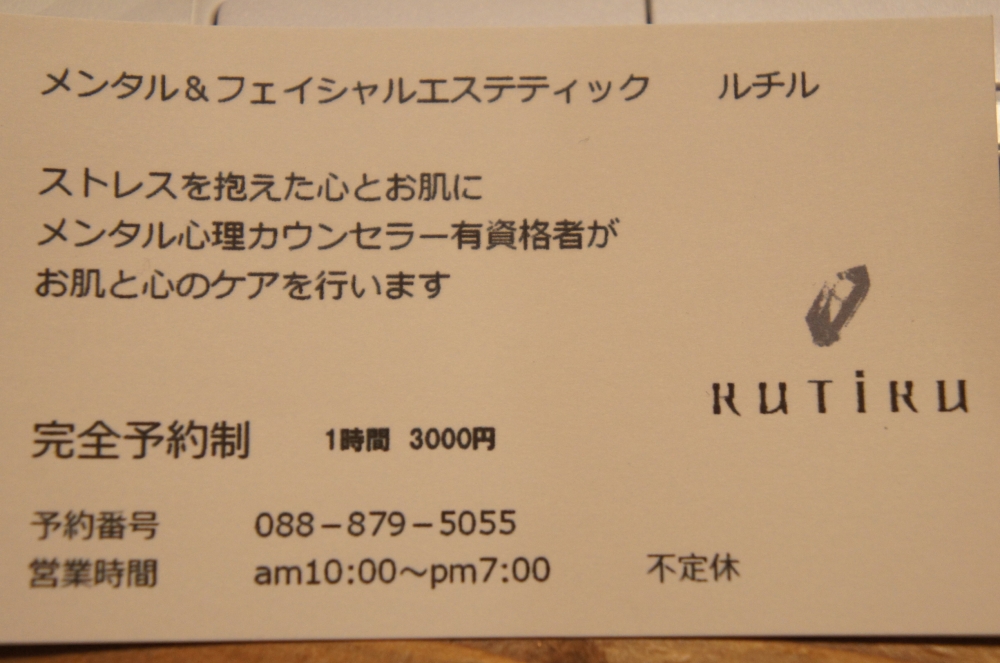 メンタル＆フェイシャルエステティック　ルチル
ストレスを抱えた心とお肌に
メンタル心理カウンセラー有資格者が
お肌と心のケアを行います
RUTiRU
完全予約制　1時間　3000円
予約番号　088－879－5055
営業時間　am10:00～pm7:00　不定休